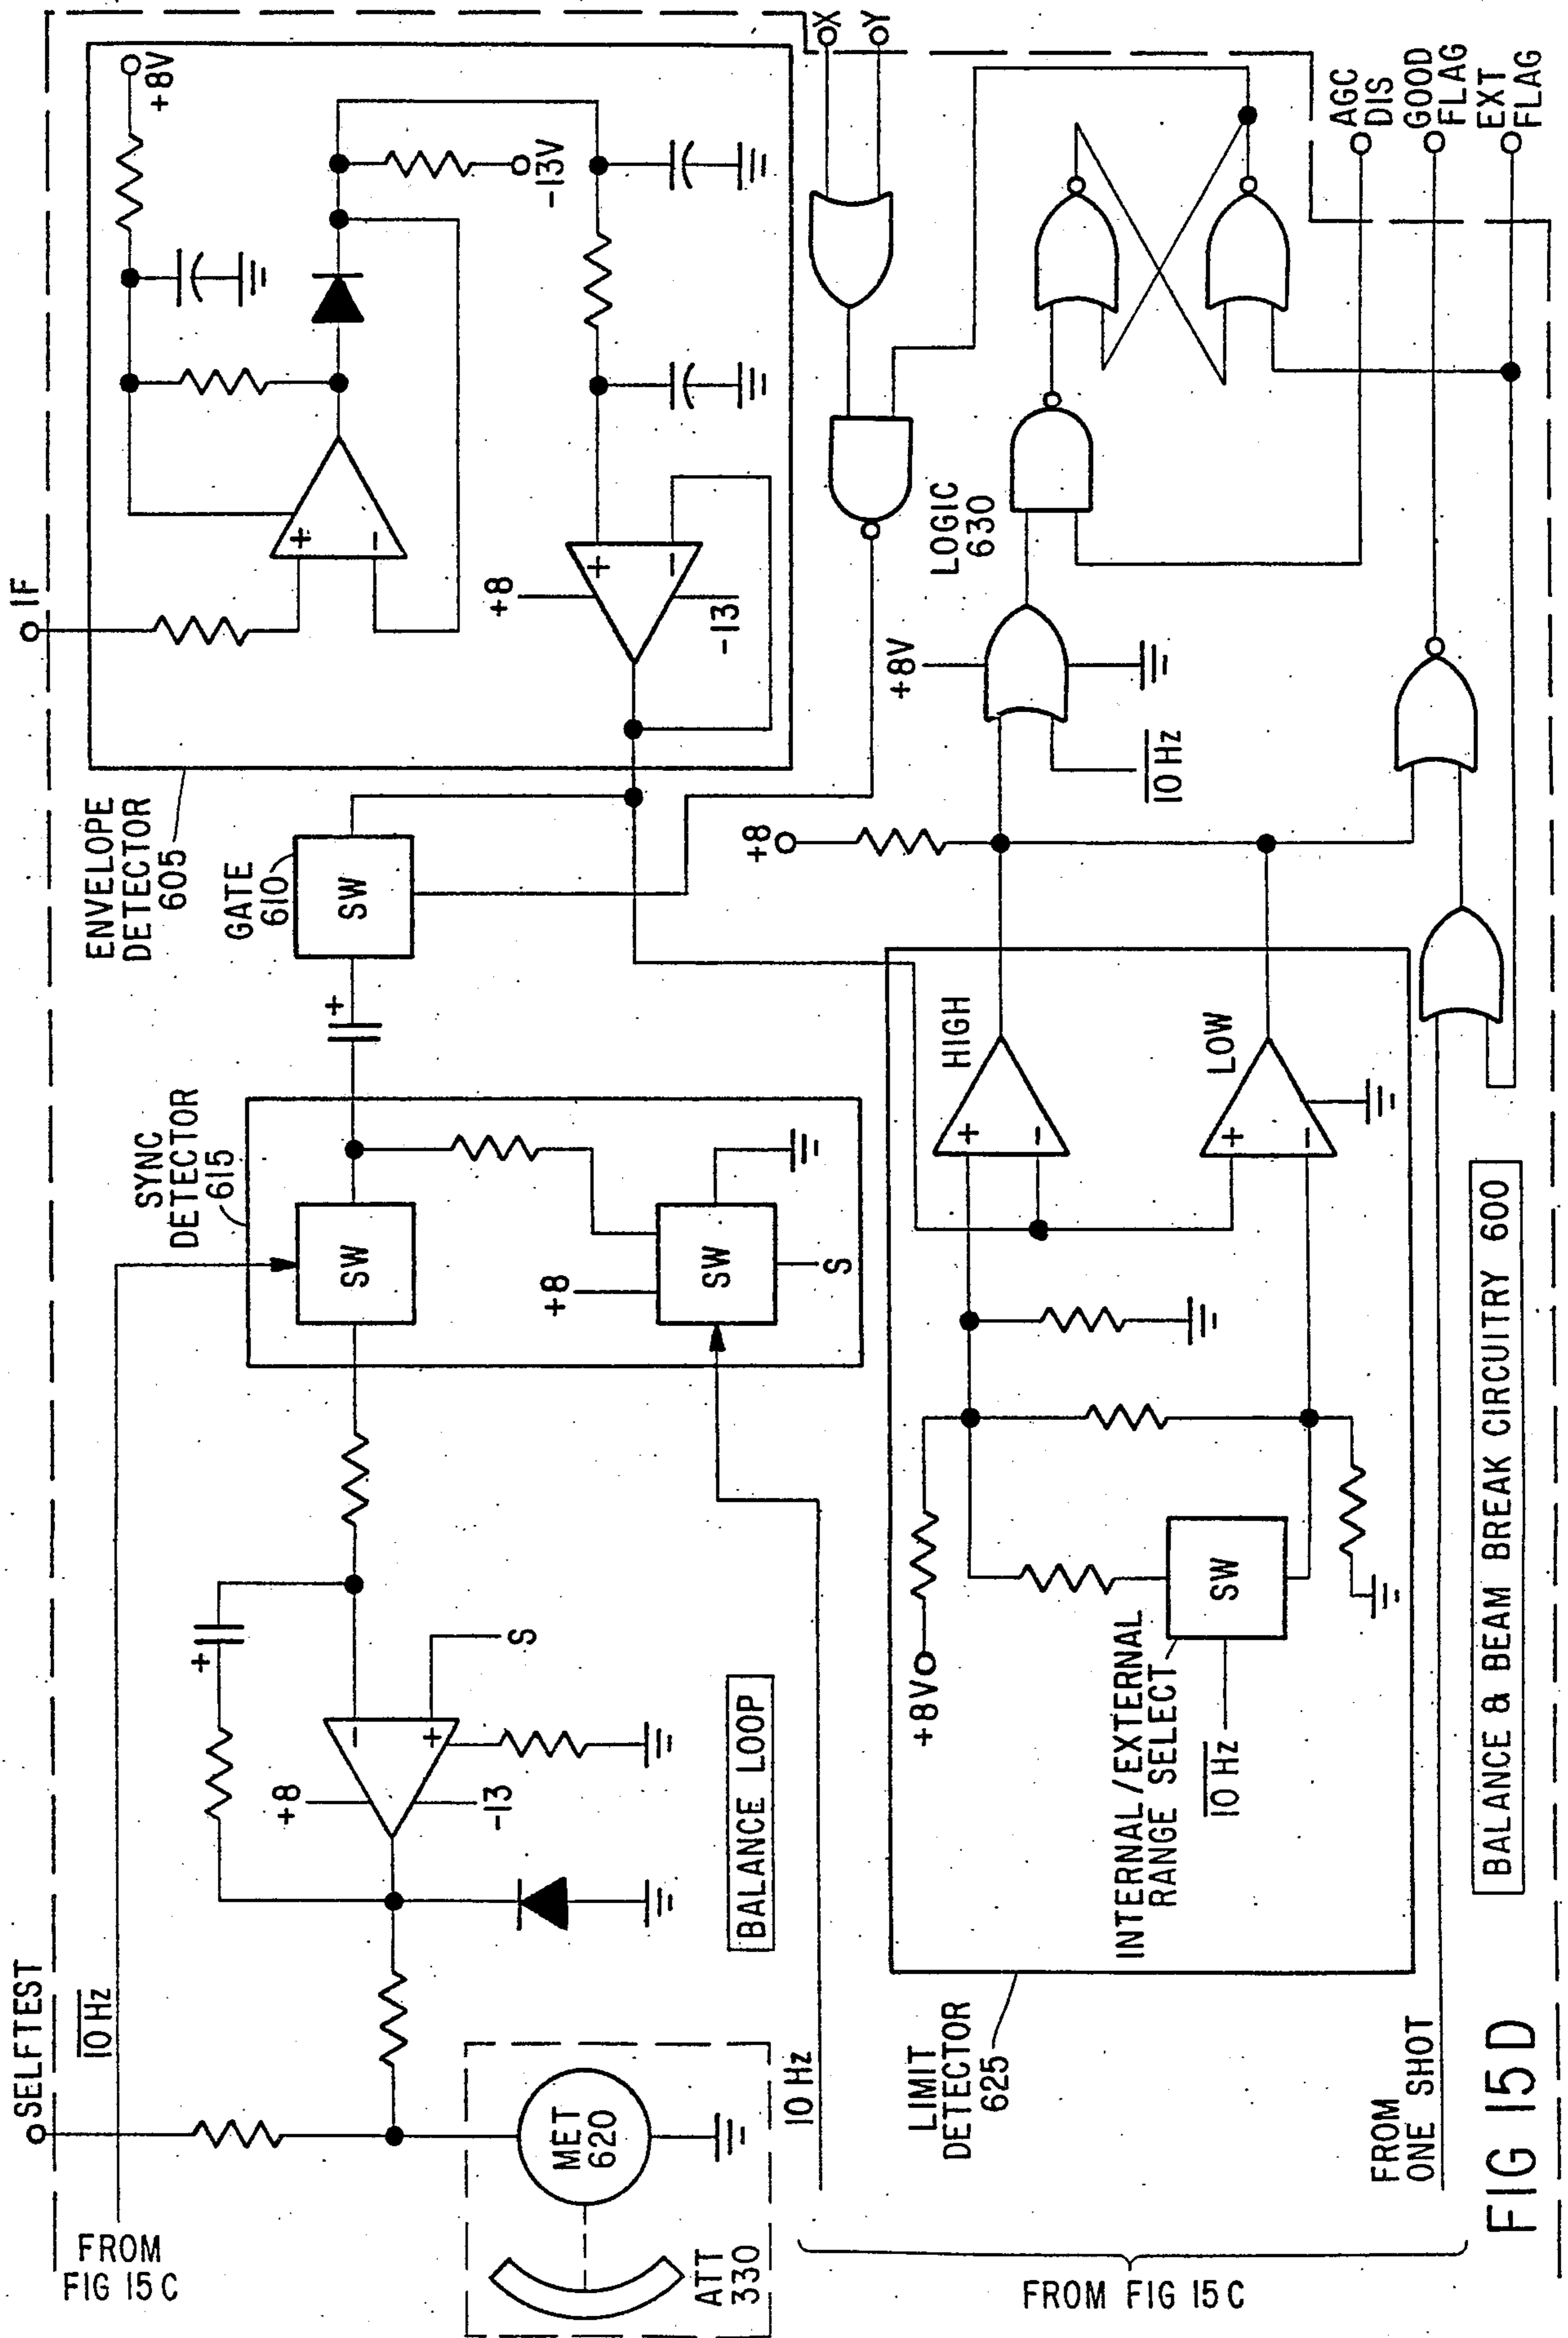 IF
+8V
-13V
+8
-13
+
-
+
-
ENVELOPE
DETECTOR
605
GATE
610
SW
+
SYNC
DETECTOR
615
SW
+8
SW
S
SELFTEST
10 Hz
FROM
FIG 15 C
+
-
+
S
+8
-13
BALANCE LOOP
MET
620
ATT
330
10 Hz
X
Y
LOGIC
630
+8V
10 Hz
+8
AGC
DIS
GOOD
FLAG
EXT
FLAG
HIGH
+
-
LOW
+
-
+8V
SW
INTERNAL/EXTERNAL
RANGE SELECT
10 Hz
LIMIT
DETECTOR
625
FROM
ONE SHOT
FROM FIG 15 C
BALANCE & BEAM BREAK CIRCUITRY 600
FIG 15D